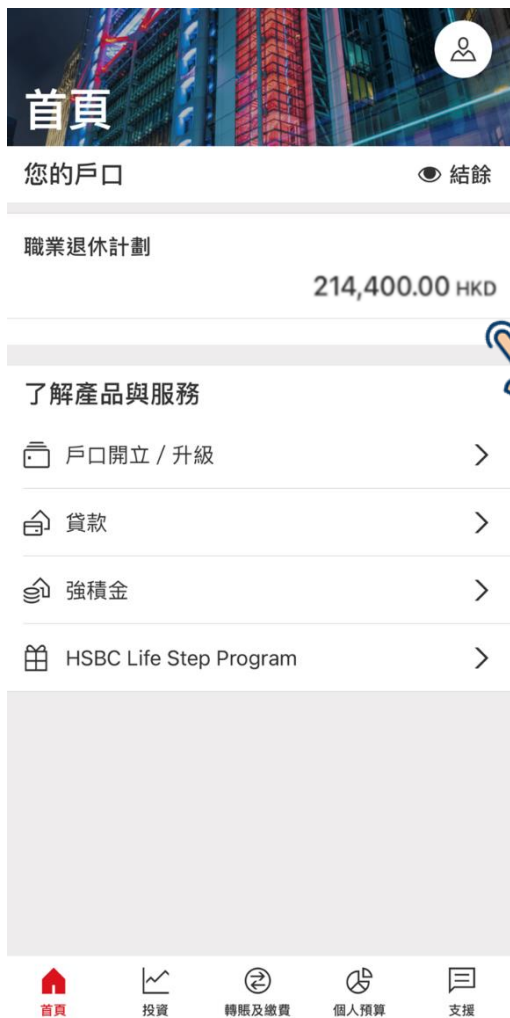 首頁
您的戶口
結餘
職業退休計劃
214,400.00 HKD
了解產品與服務
戶口開立 / 升級
貸款
強積金
HSBC Life Step Program
首頁
投資
轉賬及繳費
個人預算
支援